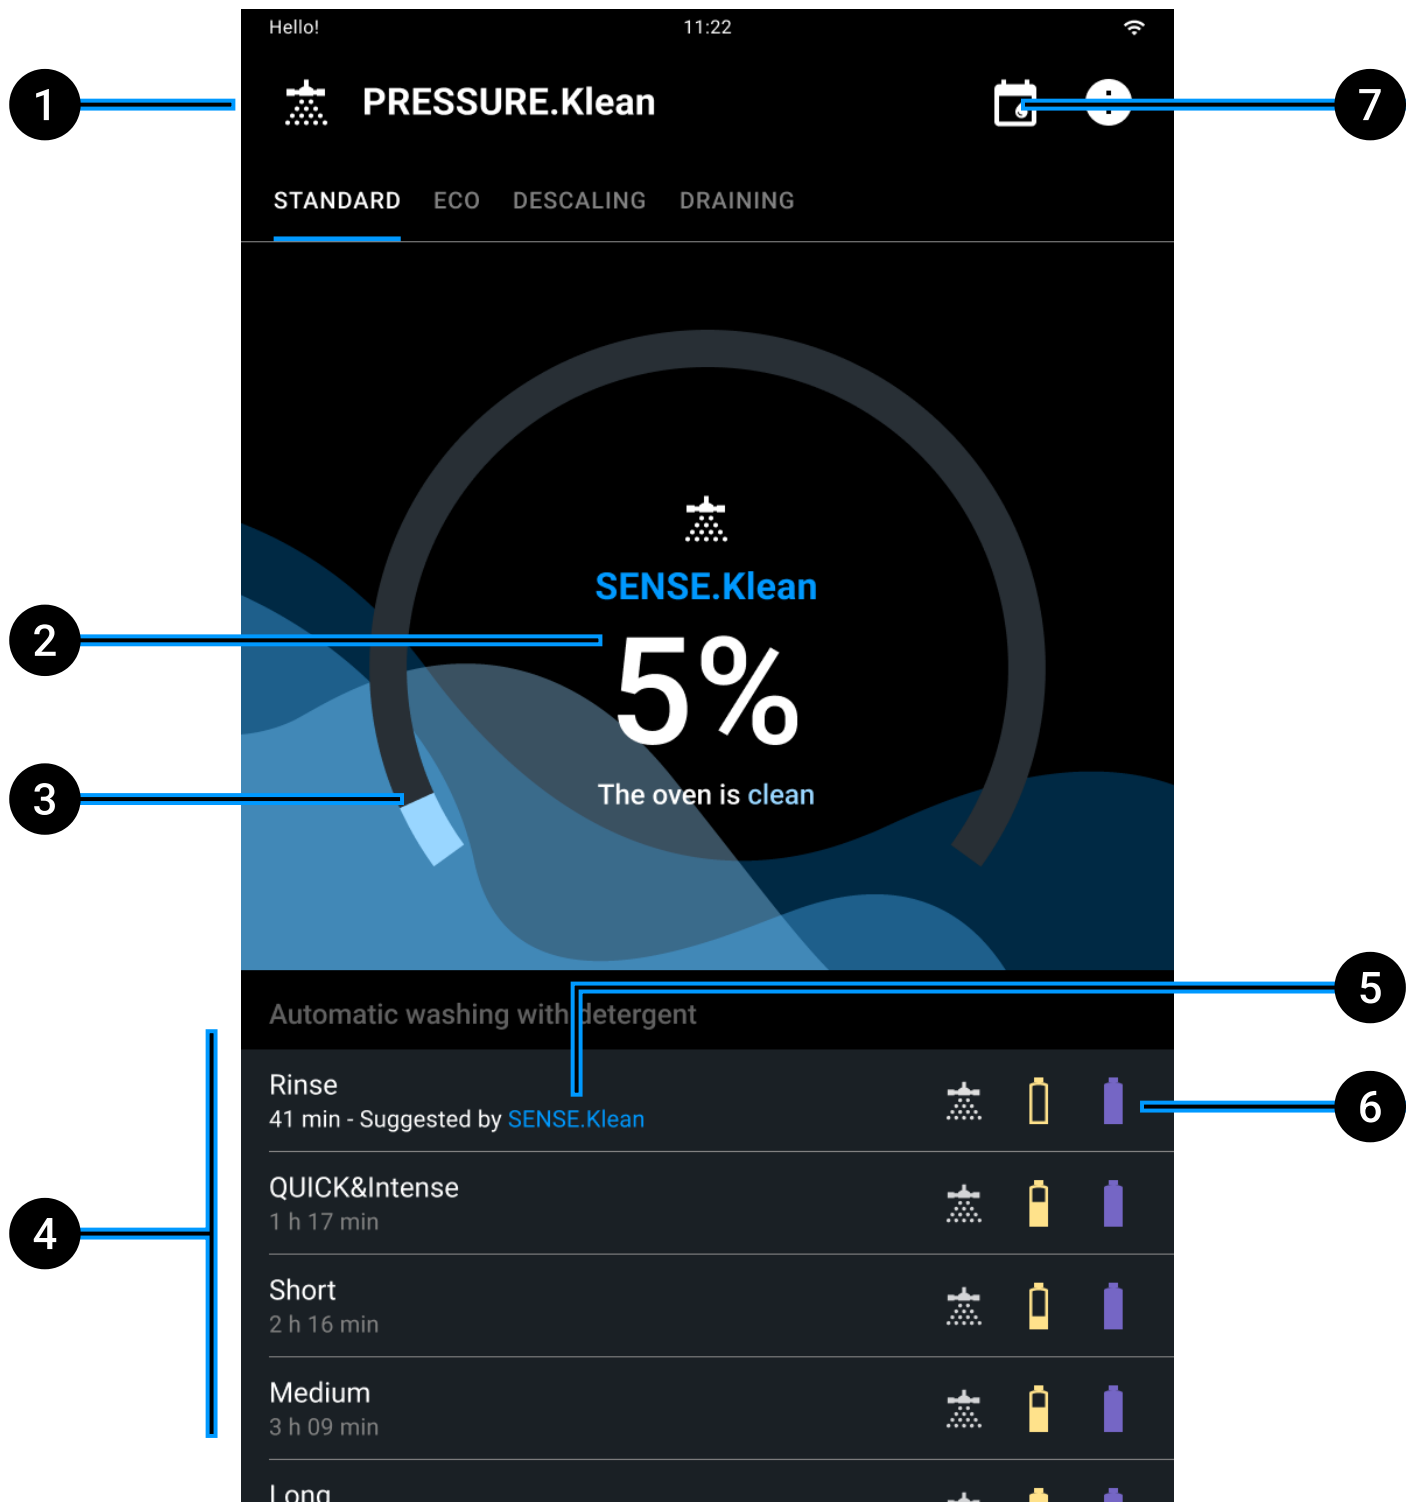 Hello!
11:22
1
PRESSURE.Klean
7
STANDARD ECO DESCALING DRAINING
SENSE.Klean
2
5%
3
The oven is clean
5
Automatic washing with detergent
Rinse
41 min - Suggested by SENSE.Klean
6
QUICK&Intense
1 h 17 min
4
Short
2 h 16 min
Medium
3 h 09 min
Long